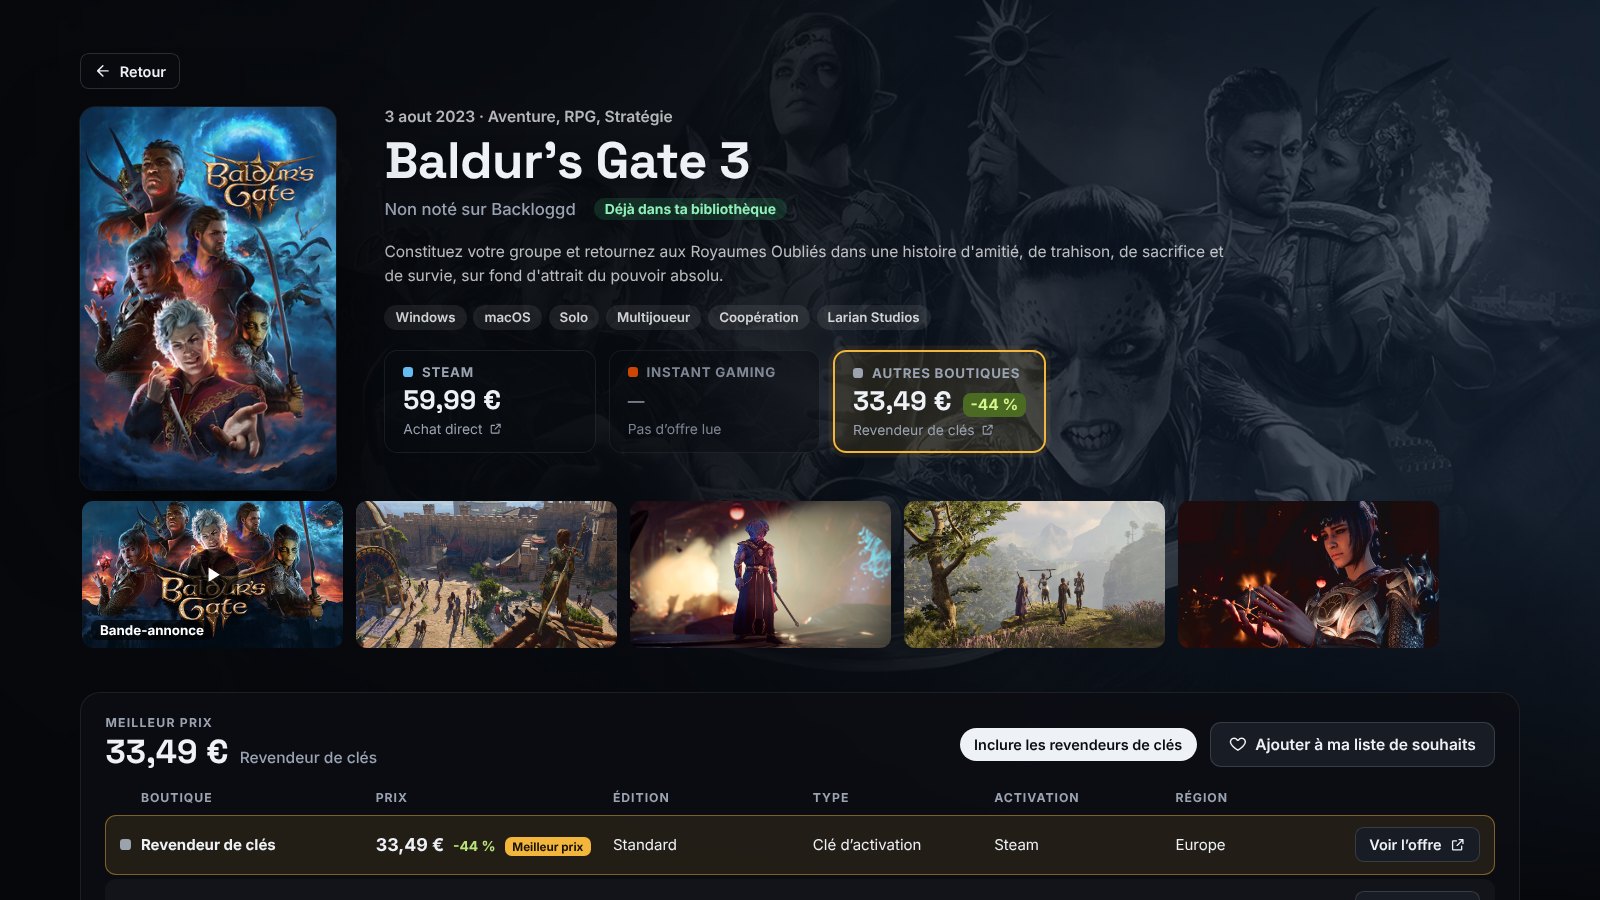 Retour
Baldur's
Gate
3 aout 2023 · Aventure, RPG, Stratégie
Baldur’s Gate 3
Non noté sur Backloggd
Déjà dans ta bibliothèque
Constituez votre groupe et retournez aux Royaumes Oubliés dans une histoire d'amitié, de trahison, de sacrifice et
de survie, sur fond d'attrait du pouvoir absolu.
Windows macOS Solo Multijoueur Coopération Larian Studios
STEAM
59,99 €
Achat direct
INSTANT GAMING
—
Pas d’offre lue
AUTRES BOUTIQUES
33,49 € -44 %
Revendeur de clés
Baldur's
Gate
Bande-annonce
MEILLEUR PRIX
33,49 € Revendeur de clés
Inclure les revendeurs de clés
Ajouter à ma liste de souhaits
BOUTIQUE PRIX ÉDITION TYPE ACTIVATION RÉGION
Revendeur de clés 33,49 € -44 % Meilleur prix Standard Clé d’activation Steam Europe Voir l’offre